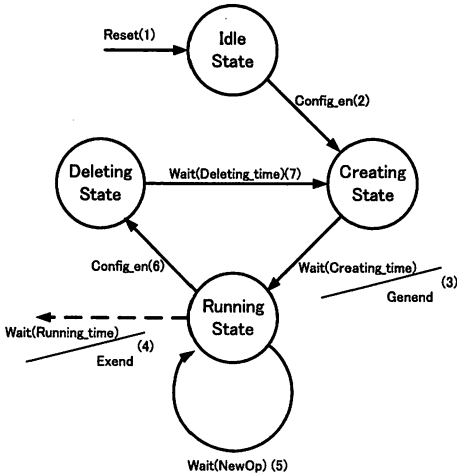 Reset(1)
Idle
State
Config_en(2)
Deleting
State
Wait(Deleting_time)(7)
Creating
State
Config_en(6)
Wait(Creating_time)
(3)
Genend
Running
State
Wait(Running_time)
(4)
Exend
Wait(NewOp) (5)